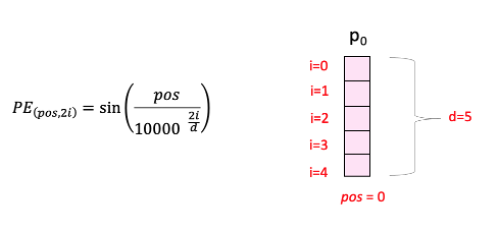 PE(pos,2i) = sin(pos / 10000^(2i/d))
p₀
i=0
i=1
i=2
i=3
i=4
d=5
pos = 0